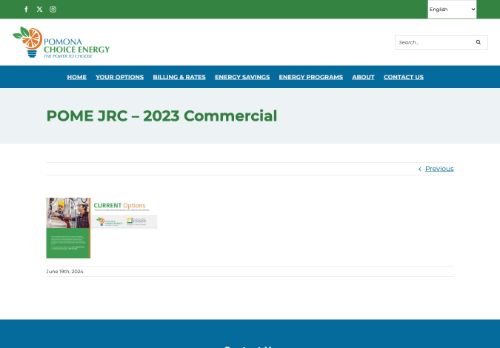 English
Search...
POMONA
CHOICE ENERGY
THE POWER TO CHOOSE
HOME YOUR OPTIONS BILLING & RATES ENERGY SAVINGS ENERGY PROGRAMS ABOUT CONTACT US
POME JRC – 2023 Commercial
Previous
CURRENT Options
June 19th, 2024